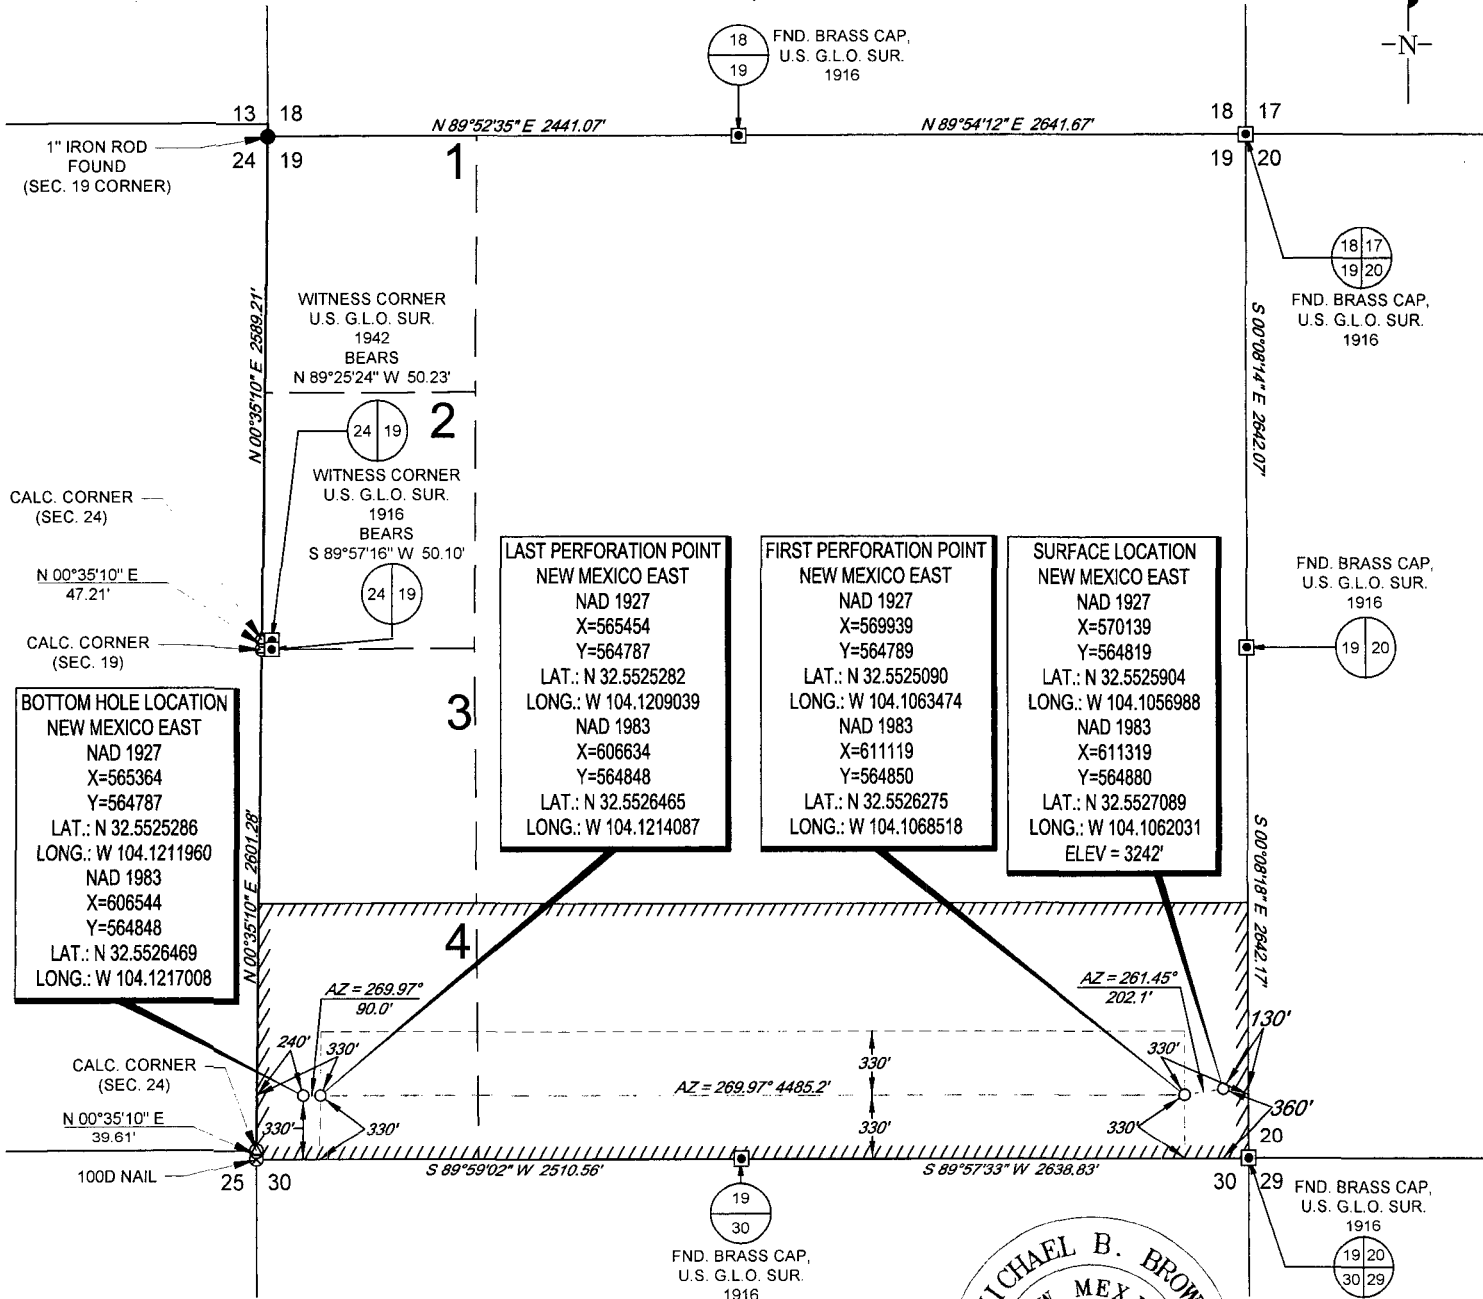 18
19
FND. BRASS CAP,
U.S. G.L.O. SUR.
1916
-N-
13 18
N 89°52'35" E 2441.07'
N 89°54'12" E 2641.67'
18 17
1" IRON ROD
FOUND
(SEC. 19 CORNER)
24 19
1
19 20
18 17
19 20
FND. BRASS CAP,
U.S. G.L.O. SUR.
1916
N 00°35'10" E 2589.21'
WITNESS CORNER
U.S. G.L.O. SUR.
1942
BEARS
N 89°25'24" W 50.23'
S 00°08'14" E 2642.07'
2
24 19
WITNESS CORNER
U.S. G.L.O. SUR.
1916
BEARS
S 89°57'16" W 50.10'
24 19
CALC. CORNER
(SEC. 24)
N 00°35'10" E
47.21'
CALC. CORNER
(SEC. 19)
FND. BRASS CAP,
U.S. G.L.O. SUR.
1916
19 20
LAST PERFORATION POINT
NEW MEXICO EAST
NAD 1927
X=565454
Y=564787
LAT.: N 32.5525282
LONG.: W 104.1209039
NAD 1983
X=606634
Y=564848
LAT.: N 32.5526465
LONG.: W 104.1214087
FIRST PERFORATION POINT
NEW MEXICO EAST
NAD 1927
X=569939
Y=564789
LAT.: N 32.5525090
LONG.: W 104.1063474
NAD 1983
X=611119
Y=564850
LAT.: N 32.5526275
LONG.: W 104.1068518
SURFACE LOCATION
NEW MEXICO EAST
NAD 1927
X=570139
Y=564819
LAT.: N 32.5525904
LONG.: W 104.1056988
NAD 1983
X=611319
Y=564880
LAT.: N 32.5527089
LONG.: W 104.1062031
ELEV = 3242'
BOTTOM HOLE LOCATION
NEW MEXICO EAST
NAD 1927
X=565364
Y=564787
LAT.: N 32.5525286
LONG.: W 104.1211960
NAD 1983
X=606544
Y=564848
LAT.: N 32.5526469
LONG.: W 104.1217008
3
N 00°35'10" E 2601.28'
S 00°08'18" E 2642.17'
4
AZ = 269.97°
90.0'
AZ = 261.45°
202.1'
240'
330'
330'
330'
130'
CALC. CORNER
(SEC. 24)
AZ = 269.97° 4485.2'
360'
N 00°35'10" E
39.61'
330'
330'
330'
330'
20
100D NAIL
25 30
S 89°59'02" W 2510.56'
S 89°57'33" W 2638.83'
30 29
19
30
FND. BRASS CAP,
U.S. G.L.O. SUR.
1916
FND. BRASS CAP,
U.S. G.L.O. SUR.
1916
19 20
30 29
MICHAEL B. BROW
MEX